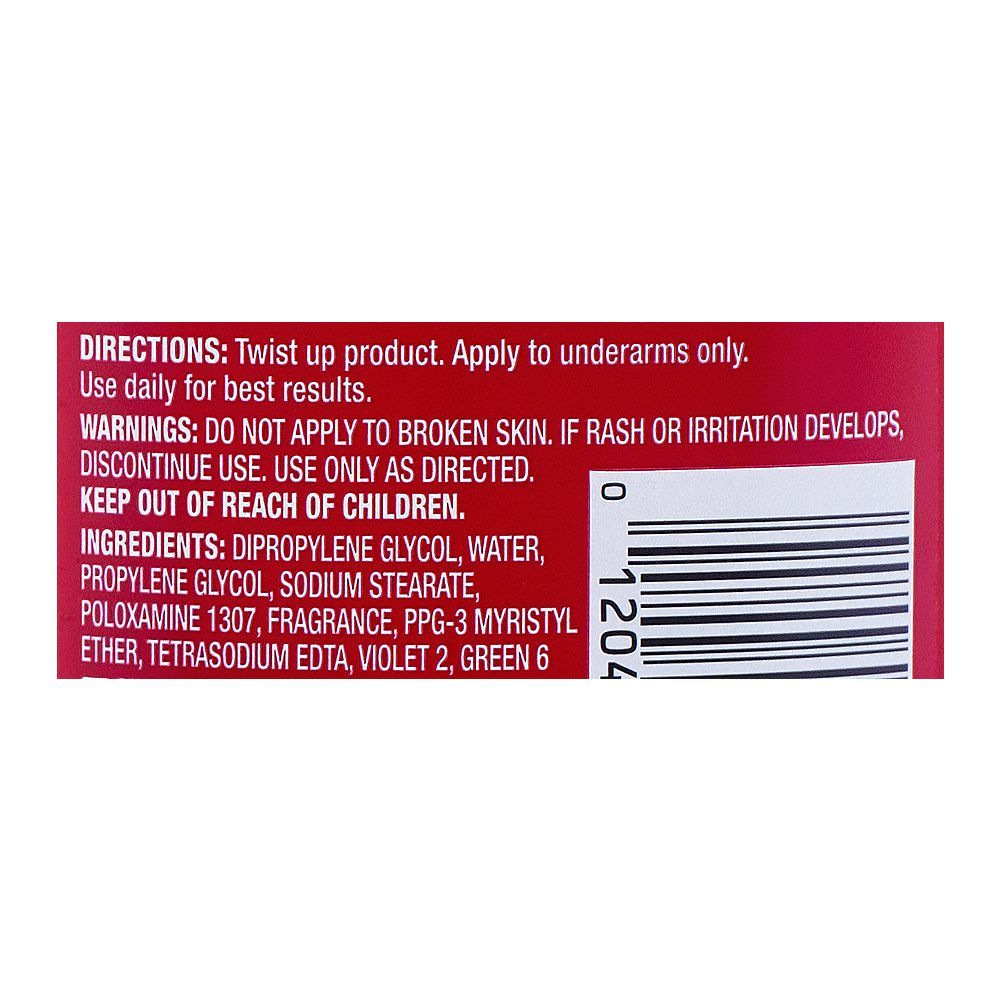 DIRECTIONS: Twist up product. Apply to underarms only.
Use daily for best results.
WARNINGS: DO NOT APPLY TO BROKEN SKIN. IF RASH OR IRRITATION DEVELOPS,
DISCONTINUE USE. USE ONLY AS DIRECTED.
KEEP OUT OF REACH OF CHILDREN.
INGREDIENTS: DIPROPYLENE GLYCOL, WATER,
PROPYLENE GLYCOL, SODIUM STEARATE,
POLOXAMINE 1307, FRAGRANCE, PPG-3 MYRISTYL
ETHER, TETRASODIUM EDTA, VIOLET 2, GREEN 6
0 1204